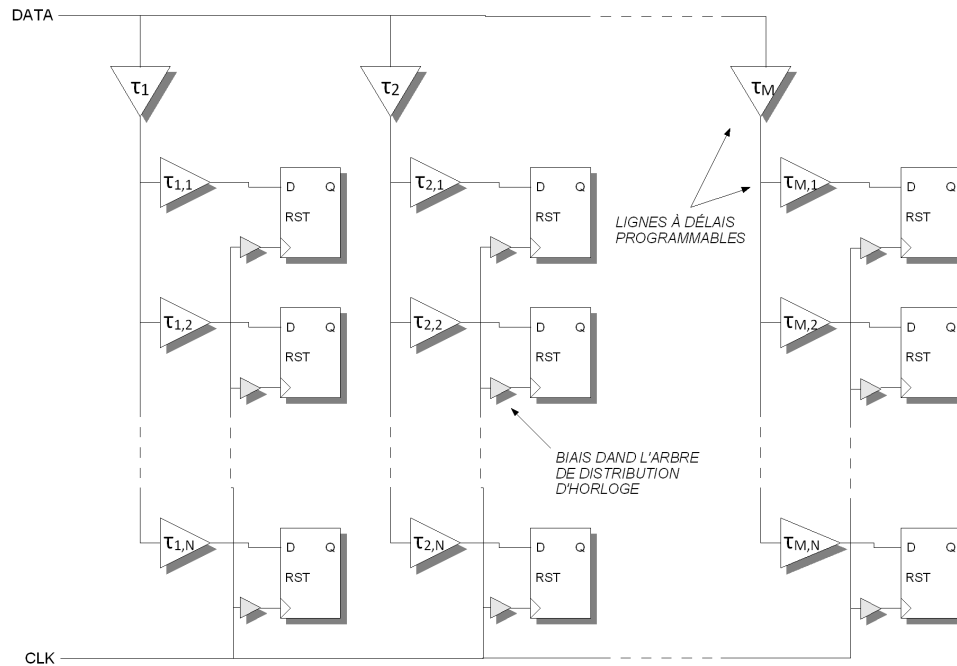 DATA
τ1
τ2
τM
τ1,1
D Q
RST
τ2,1
D Q
RST
LIGNES À DÉLAIS
PROGRAMMABLES
τM,1
D Q
RST
τ1,2
D Q
RST
τ2,2
D Q
RST
τM,2
D Q
RST
BIAIS DAND L'ARBRE
DE DISTRIBUTION
D'HORLOGE
τ1,N
D Q
RST
τ2,N
D Q
RST
τM,N
D Q
RST
CLK